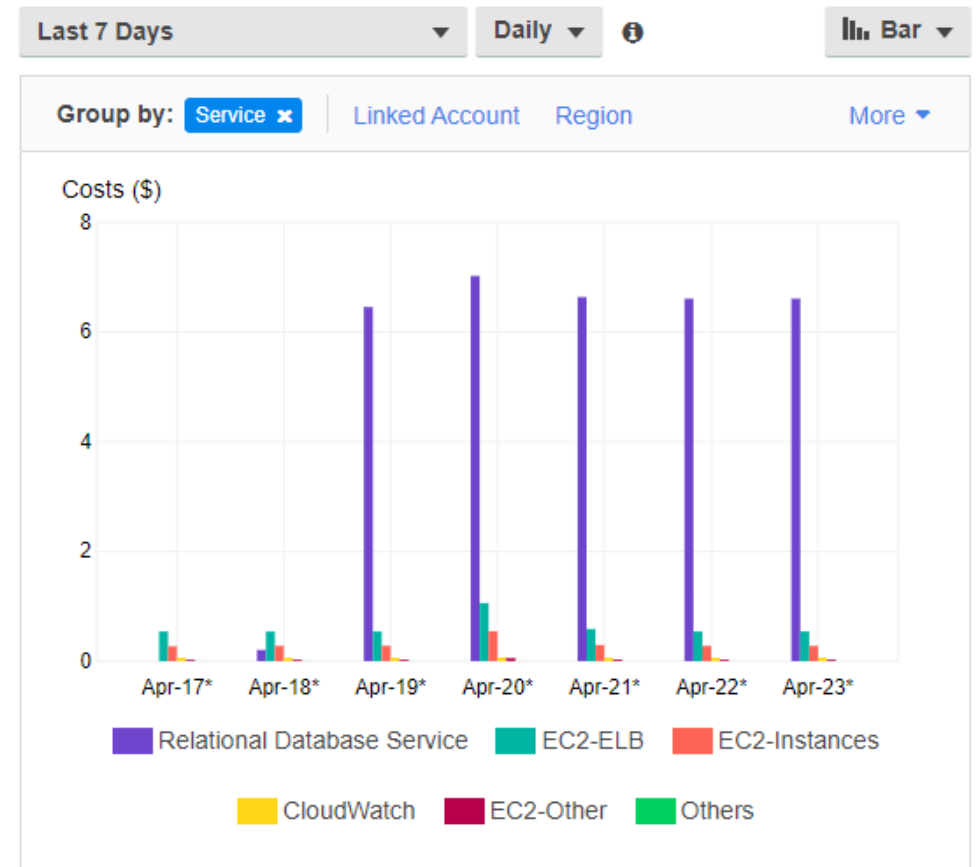 Last 7 Days Daily Bar
Group by: Service × Linked Account Region More
Costs ($)
8
6
4
2
0
Apr-17* Apr-18* Apr-19* Apr-20* Apr-21* Apr-22* Apr-23*
Relational Database Service EC2-ELB EC2-Instances
CloudWatch EC2-Other Others